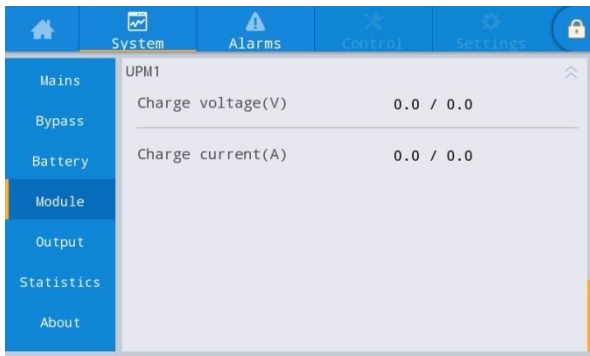 System
Alarms
Control
Settings
Mains
Bypass
Battery
Module
Output
Statistics
About
UPM1
Charge voltage(V) 0.0 / 0.0
Charge current(A) 0.0 / 0.0